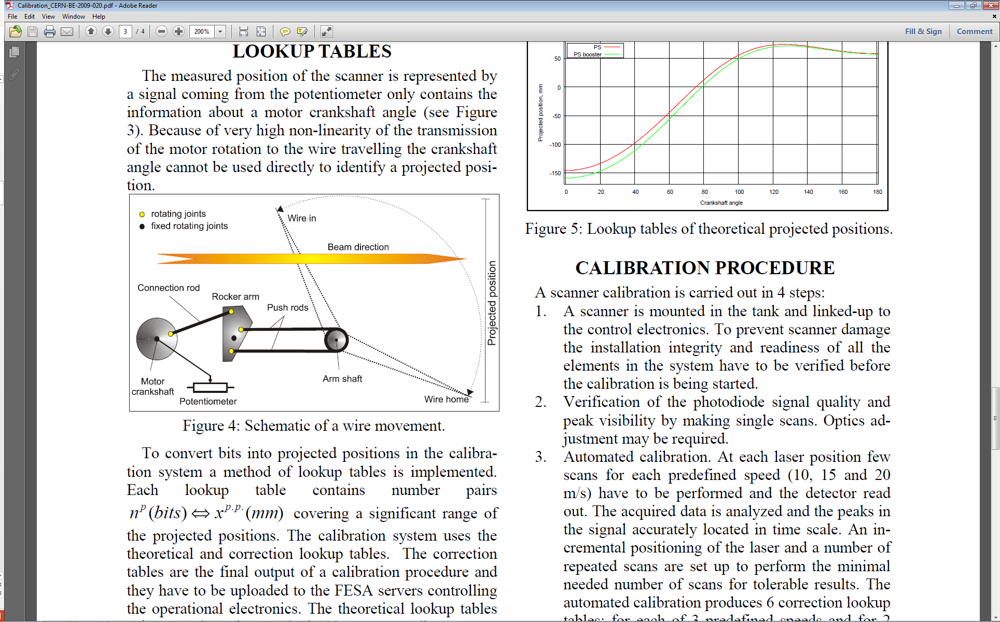 Calibration_CERN-BE-2009-020.pdf - Adobe Reader
File Edit View Window Help
3 / 4 200% Fill & Sign Comment
LOOKUP TABLES
The measured position of the scanner is represented by
a signal coming from the potentiometer only contains the
information about a motor crankshaft angle (see Figure
3). Because of very high non-linearity of the transmission
of the motor rotation to the wire travelling the crankshaft
angle cannot be used directly to identify a projected posi-
tion.
rotating joints
fixed rotating joints
Wire in
Beam direction
Connection rod
Rocker arm
Push rods
Projected position
Motor
crankshaft
Potentiometer
Arm shaft
Wire home
Figure 4: Schematic of a wire movement.
To convert bits into projected positions in the calibra-
tion system a method of lookup tables is implemented.
Each lookup table contains number pairs
n^p (bits) ⇔ x^{p.p.} (mm) covering a significant range of
the projected positions. The calibration system uses the
theoretical and correction lookup tables. The correction
tables are the final output of a calibration procedure and
they have to be uploaded to the FESA servers controlling
the operational electronics. The theoretical lookup tables
PS
PS booster
50
0
-50
-100
-150
Projected position, mm
0 20 40 60 80 100 120 140 160 180
Crankshaft angle
Figure 5: Lookup tables of theoretical projected positions.
CALIBRATION PROCEDURE
A scanner calibration is carried out in 4 steps:
1. A scanner is mounted in the tank and linked-up to
the control electronics. To prevent scanner damage
the installation integrity and readiness of all the
elements in the system have to be verified before
the calibration is being started.
2. Verification of the photodiode signal quality and
peak visibility by making single scans. Optics ad-
justment may be required.
3. Automated calibration. At each laser position few
scans for each predefined speed (10, 15 and 20
m/s) have to be performed and the detector read
out. The acquired data is analyzed and the peaks in
the signal accurately located in time scale. An in-
cremental positioning of the laser and a number of
repeated scans are set up to perform the minimal
needed number of scans for tolerable results. The
automated calibration produces 6 correction lookup
tables: for each of 3 predefined speeds and for 2